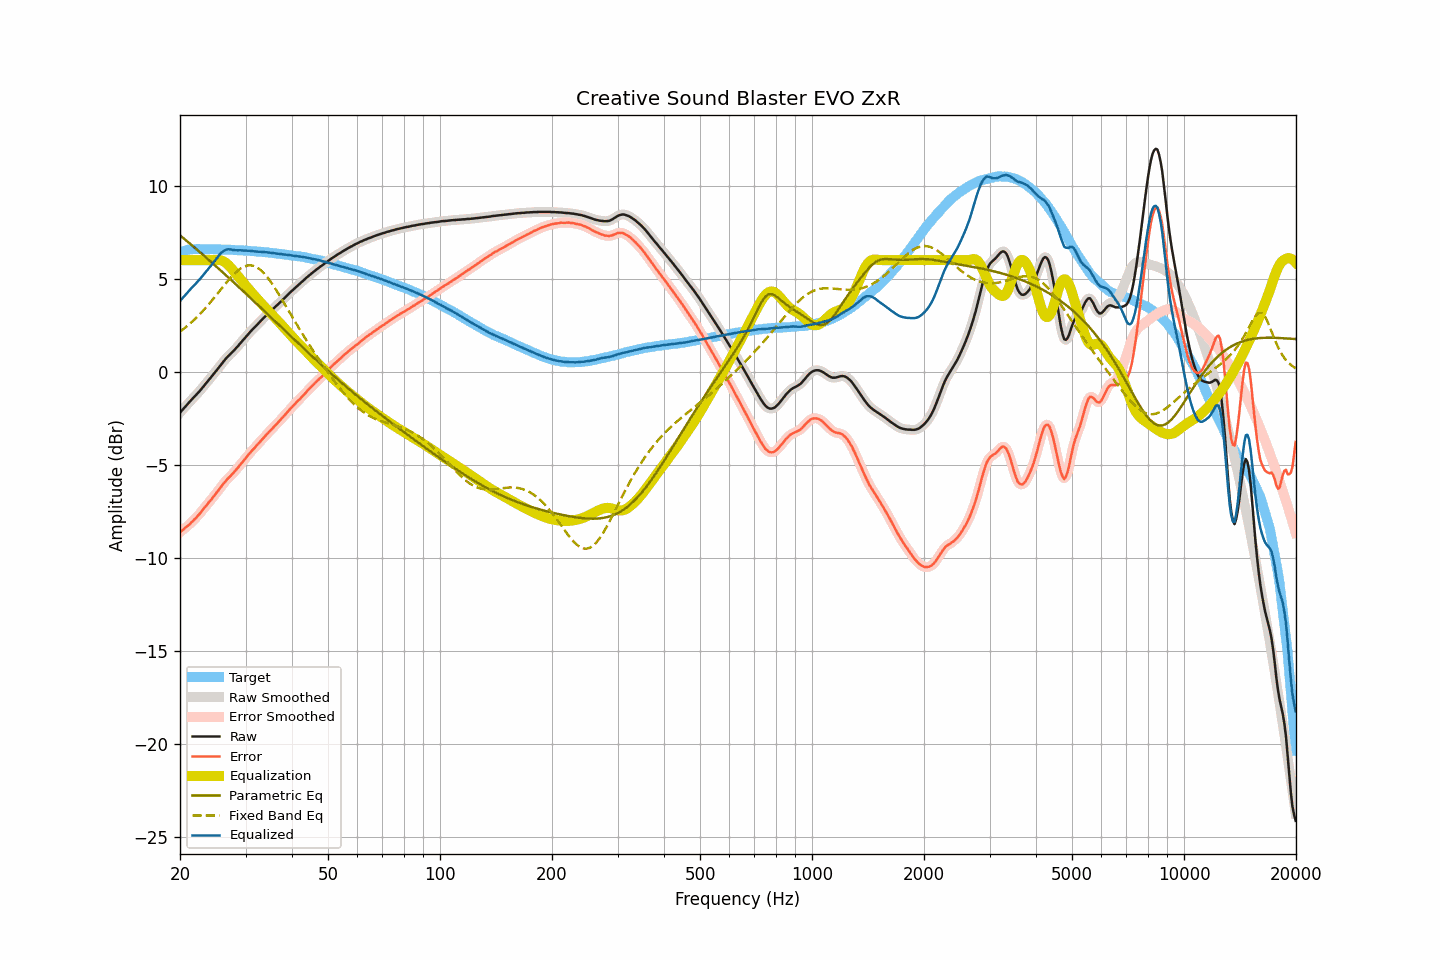 Creative Sound Blaster EVO ZxR
Amplitude (dBr)
10
5
0
−5
−10
−15
−20
−25
Target
Raw Smoothed
Error Smoothed
Raw
Error
Equalization
Parametric Eq
Fixed Band Eq
Equalized
20 50 100 200 500 1000 2000 5000 10000 20000
Frequency (Hz)